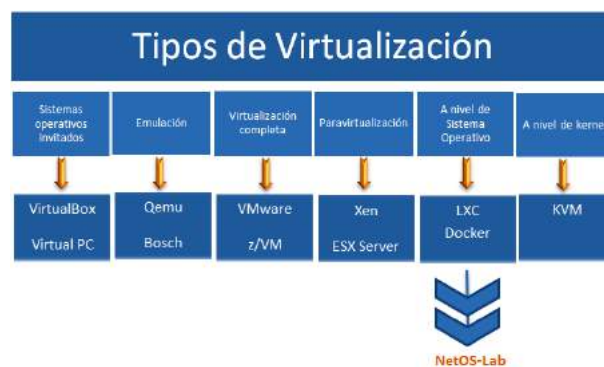 Tipos de Virtualización
Sistemas
operativos
invitados
Emulación
Virtualización
completa
Paravirtualización
A nivel de
Sistema
Operativo
A nivel de kernel
VirtualBox
Virtual PC
Qemu
Bosch
VMware
z/VM
Xen
ESX Server
LXC
Docker
KVM
NetOS-Lab